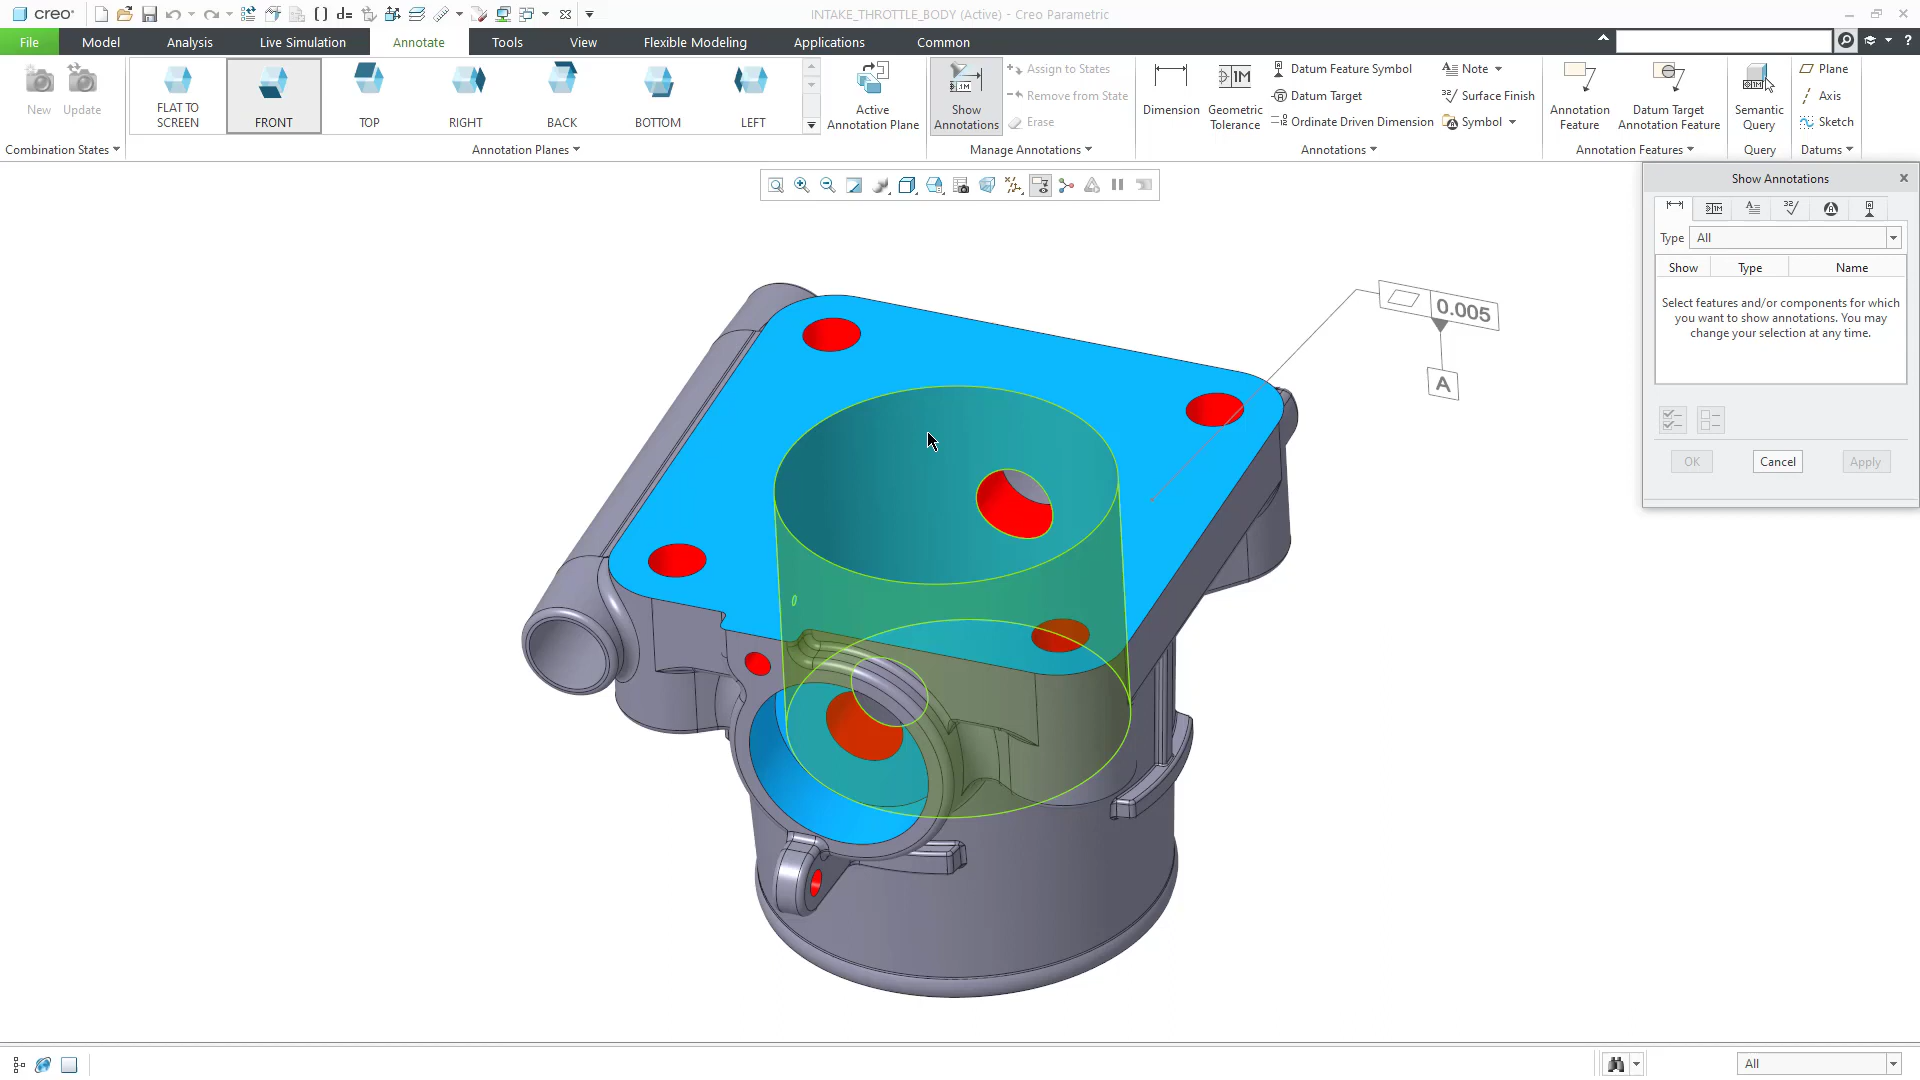 creo
INTAKE_THROTTLE_BODY (Active) - Creo Parametric
File Model Analysis Live Simulation Annotate Tools View Flexible Modeling Applications Common
New Update
Combination States
FLAT TO
SCREEN
FRONT TOP RIGHT BACK BOTTOM LEFT
Annotation Planes
Active
Annotation Plane
Show
Annotations
Assign to States
Remove from State
Erase
Manage Annotations
Dimension
Geometric
Tolerance
Datum Feature Symbol
Datum Target
Ordinate Driven Dimension
Note
Surface Finish
Symbol
Annotations
Annotation
Feature
Datum Target
Annotation Feature
Annotation Features
Semantic
Query
Query
Plane
Axis
Sketch
Datums
Show Annotations
Type All
Show Type Name
Select features and/or components for which
you want to show annotations. You may
change your selection at any time.
OK Cancel Apply
0.005
A
All